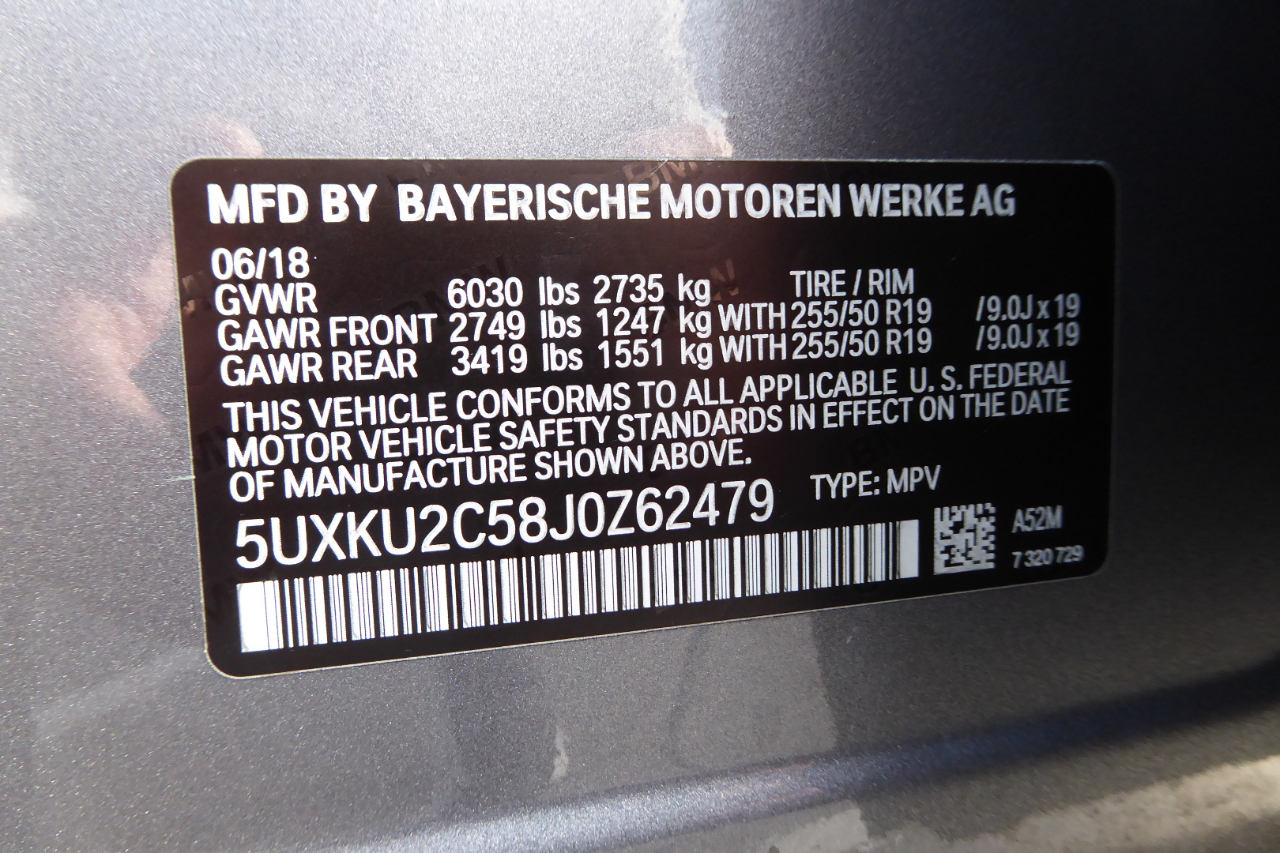 MFD BY BAYERISCHE MOTOREN WERKE AG
06/18
GVWR 6030 lbs 2735 kg TIRE / RIM
GAWR FRONT 2749 lbs 1247 kg WITH 255/50 R19 /9.0J x 19
GAWR REAR 3419 lbs 1551 kg WITH 255/50 R19 /9.0J x 19
THIS VEHICLE CONFORMS TO ALL APPLICABLE U. S. FEDERAL
MOTOR VEHICLE SAFETY STANDARDS IN EFFECT ON THE DATE
OF MANUFACTURE SHOWN ABOVE.
5UXKU2C58J0Z62479 TYPE: MPV
A52M
7 320 729